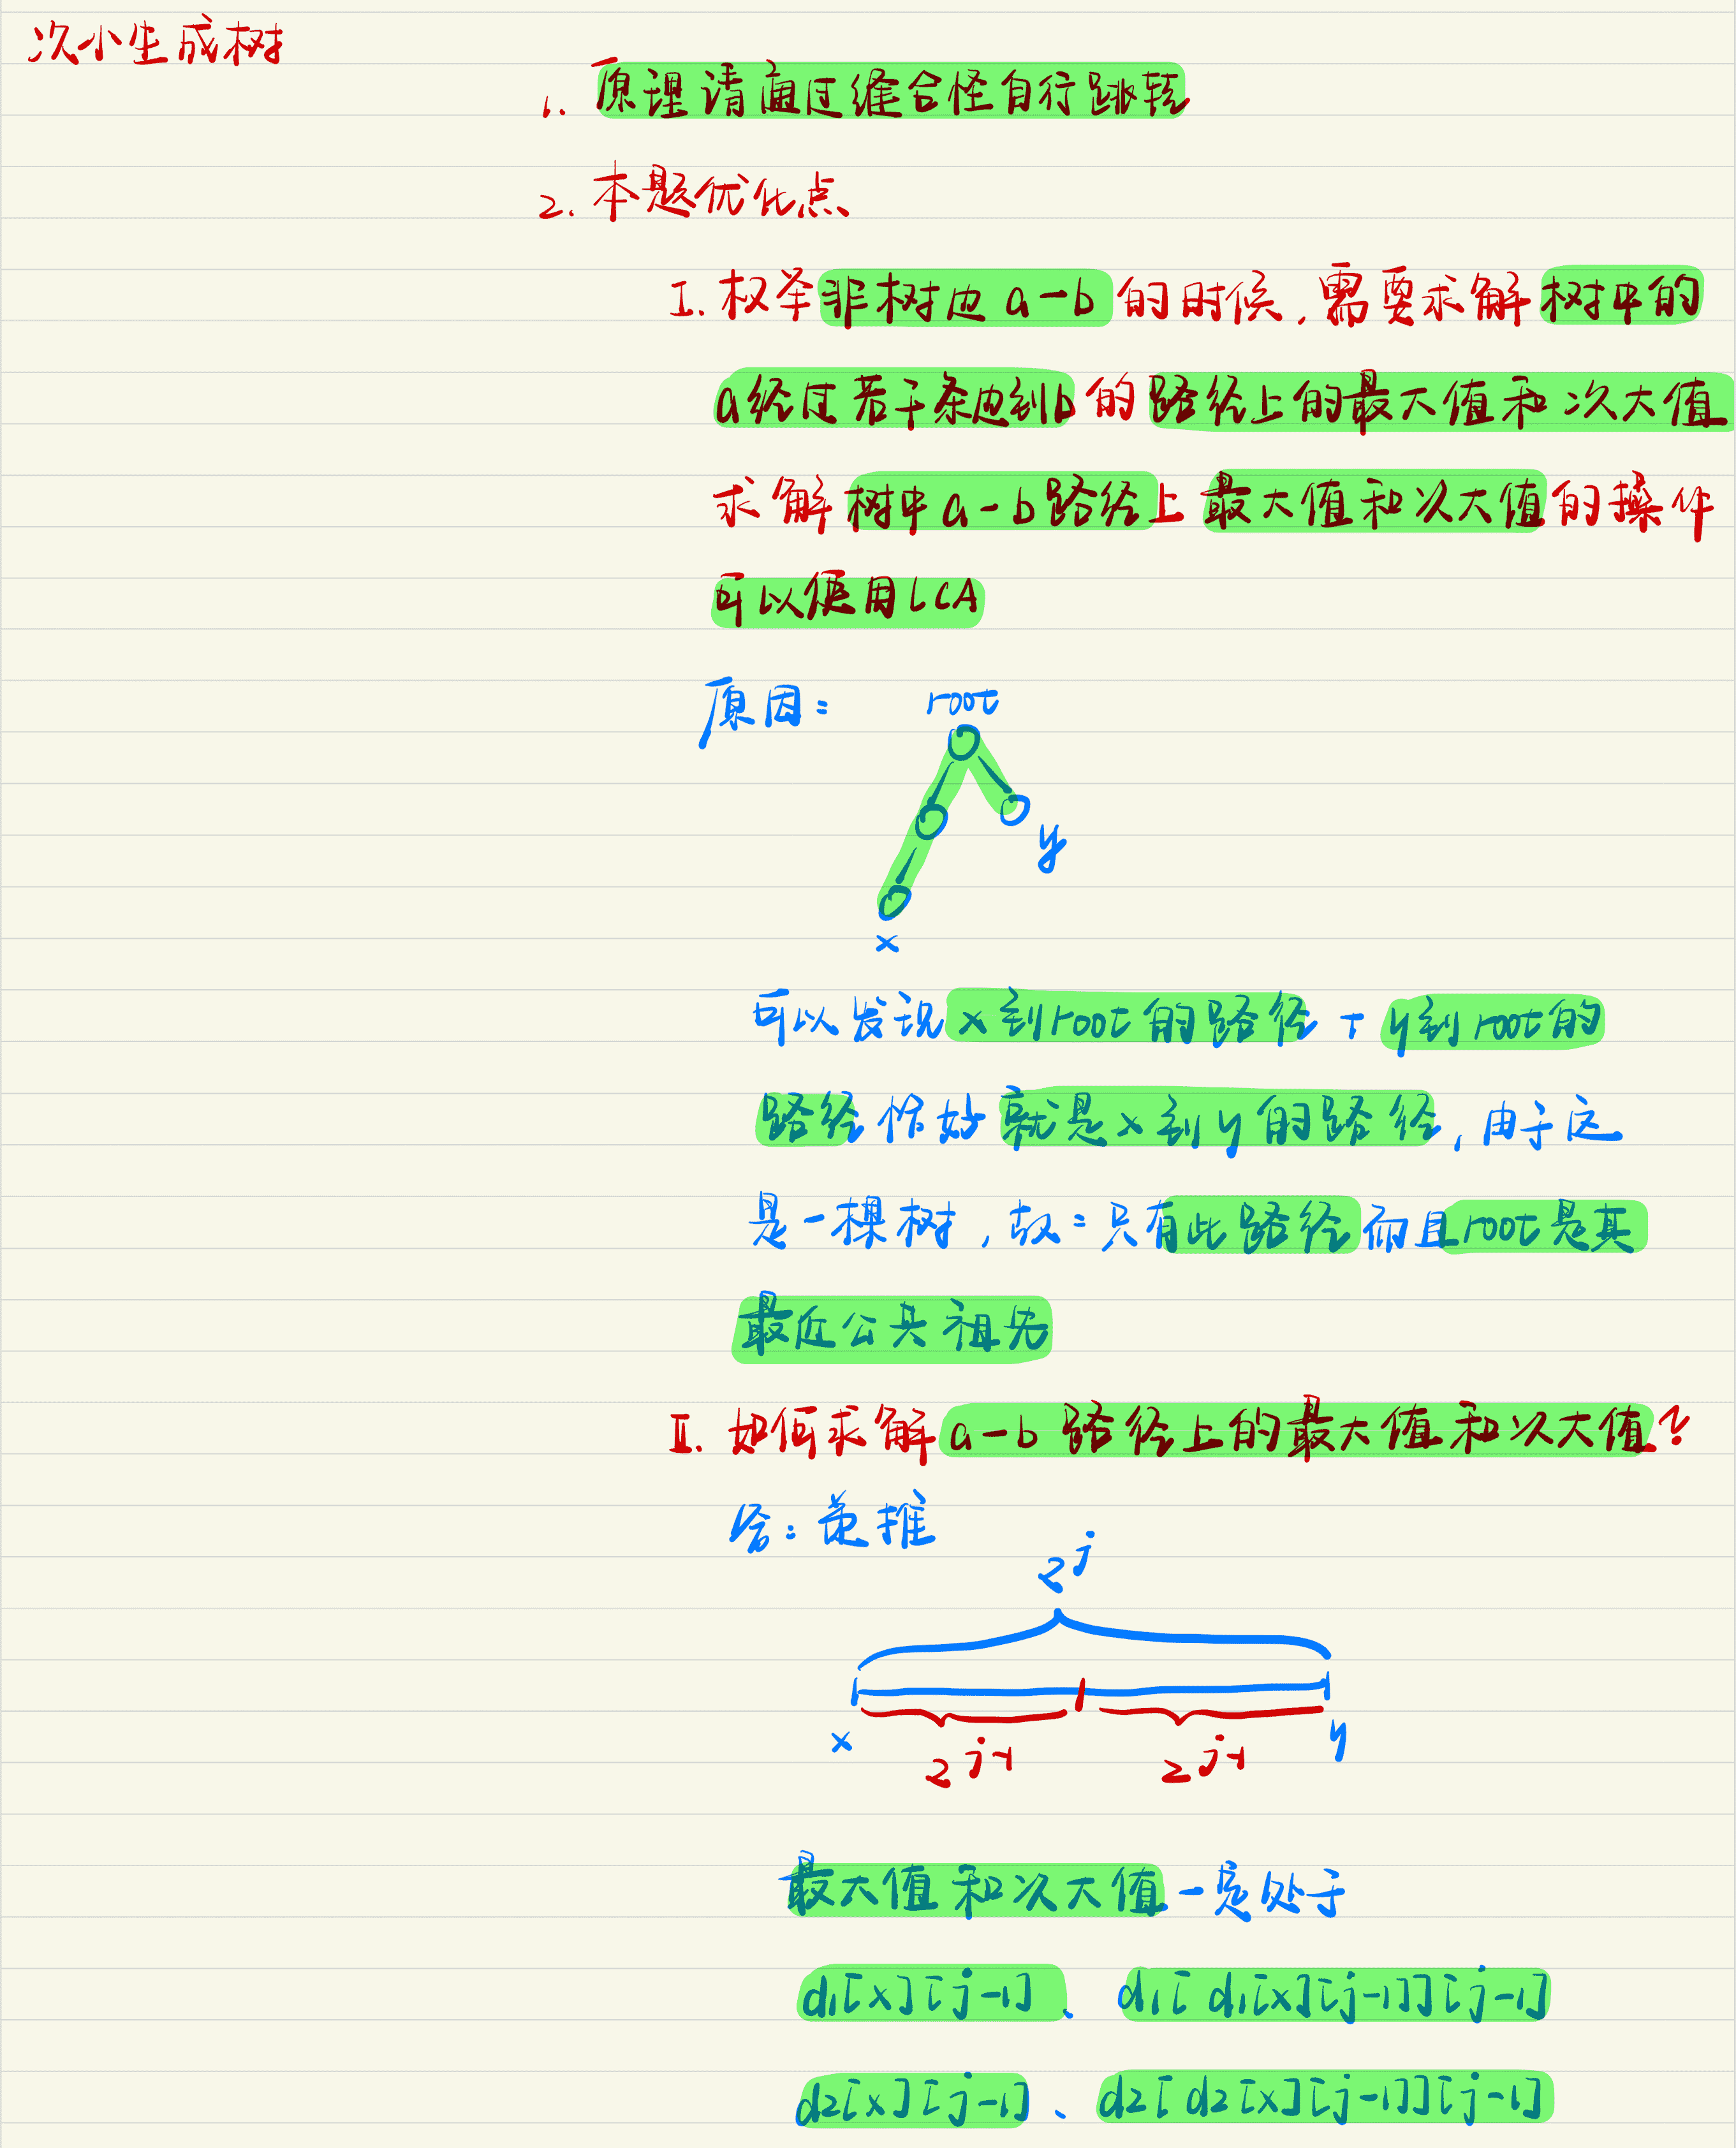 次小生成树
1. 原理请通过缝合怪自行跳转
2. 本题优化点
I. 权举非树边 a-b 的时候,需要求解树中的
a经过若干条边到b的路径上的最大值和次大值
求解树中a-b路径上最大值和次大值的操作
可以使用LCA
原因: root
y
x
可以发现x到root的路径 + y到root的
路径恰好就是x到y的路径,由于这
是一棵树,故:只有此路径而且root是其
最近公共祖先
II. 如何求解 a-b 路径上的最大值和次大值?
答:递推
2^j
x y
2^j-1 2^j-1
最大值和次大值一定处于
d1[x][j-1]、d1[d1[x][j-1]][j-1]
d2[x][j-1]、d2[d2[x][j-1]][j-1]